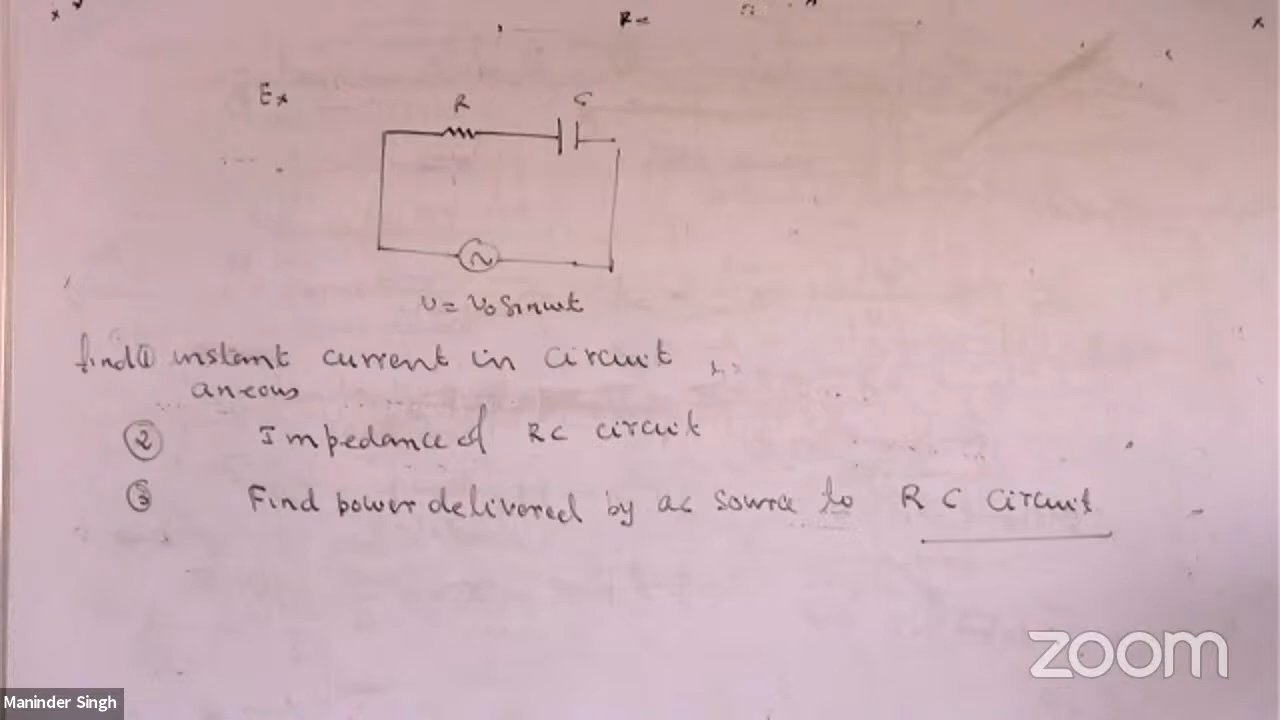 R=
Ex
R
C
v = v₀ sinωt
find ① instant current in circuit
aneous
② Impedance of RC circuit
③ Find power delivered by ac source to RC circuit
zoom
Maninder Singh